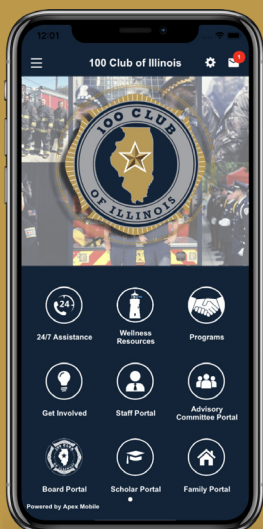 12:01
100 Club of Illinois
1
100 CLUB
OF ILLINOIS
24
24/7 Assistance
Wellness
Resources
Programs
Get Involved
Staff Portal
Advisory
Committee Portal
Board Portal
Scholar Portal
Family Portal
Powered by Apex Mobile